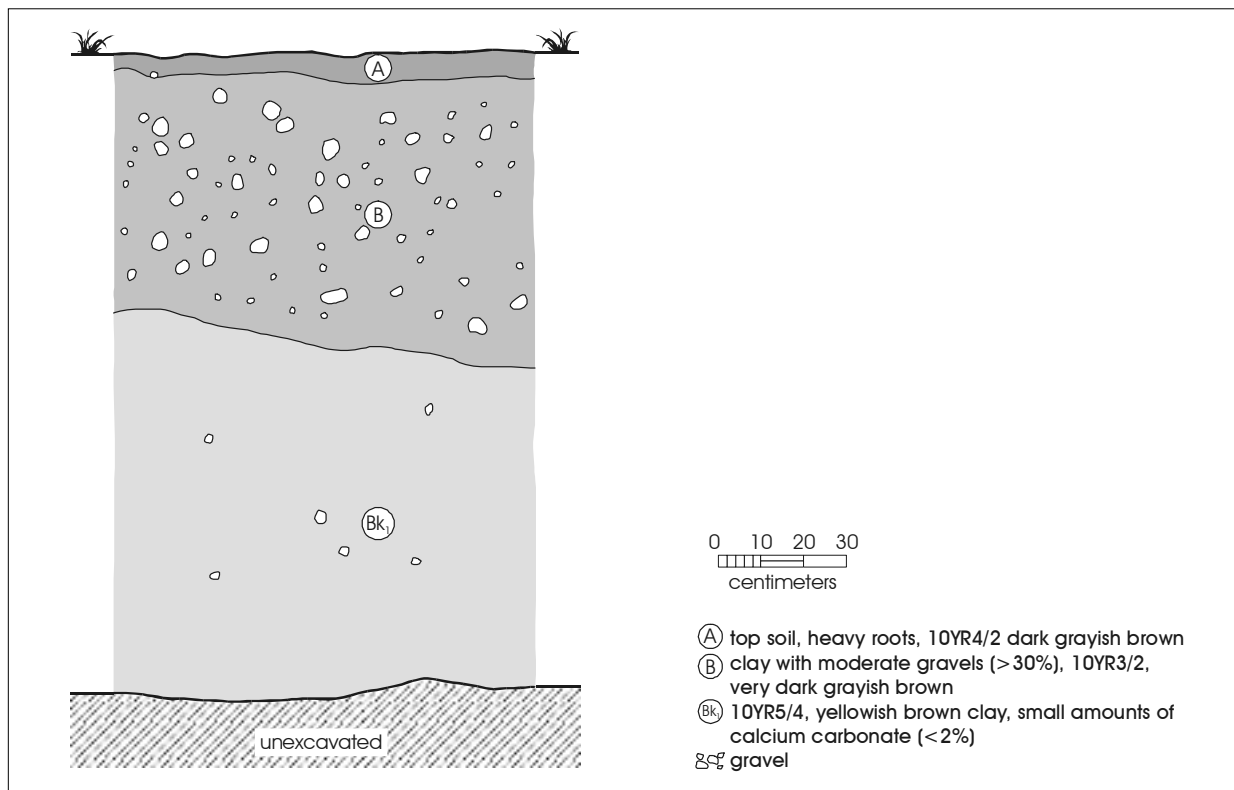 A
B
Bk₁
unexcavated
0 10 20 30
centimeters
A top soil, heavy roots, 10YR4/2 dark grayish brown
B clay with moderate gravels (>30%), 10YR3/2,
very dark grayish brown
Bk₁ 10YR5/4, yellowish brown clay, small amounts of
calcium carbonate (<2%)
gravel